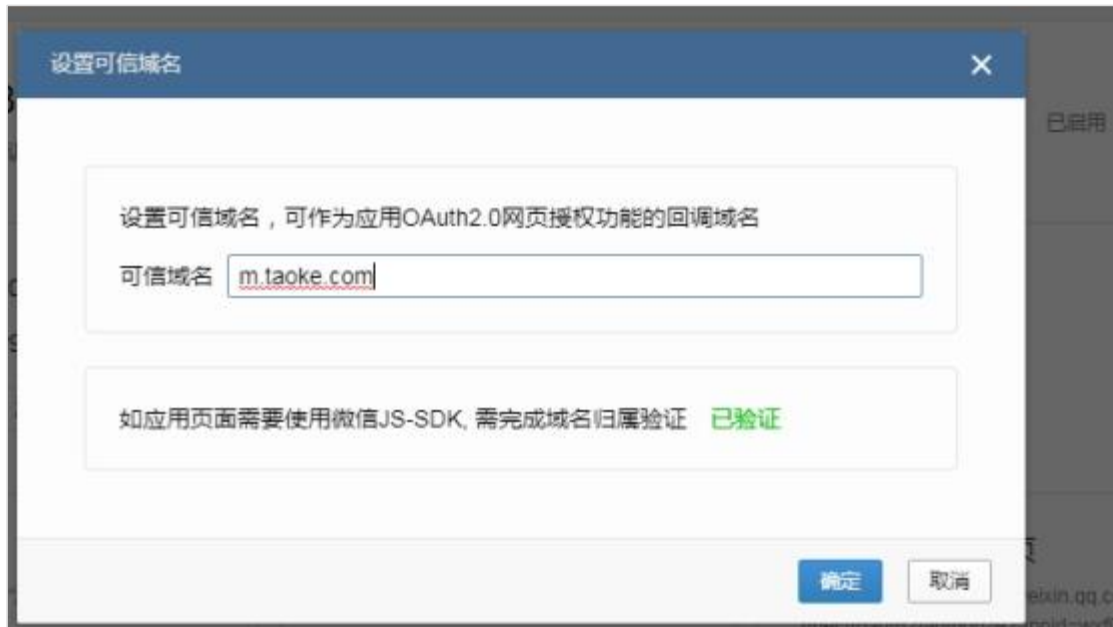 设置可信域名
已启用
设置可信域名，可作为应用OAuth2.0网页授权功能的回调域名
可信域名 m.taoke.com
如应用页面需要使用微信JS-SDK, 需完成域名归属验证 已验证
确定 取消
页
eixin.qq.c